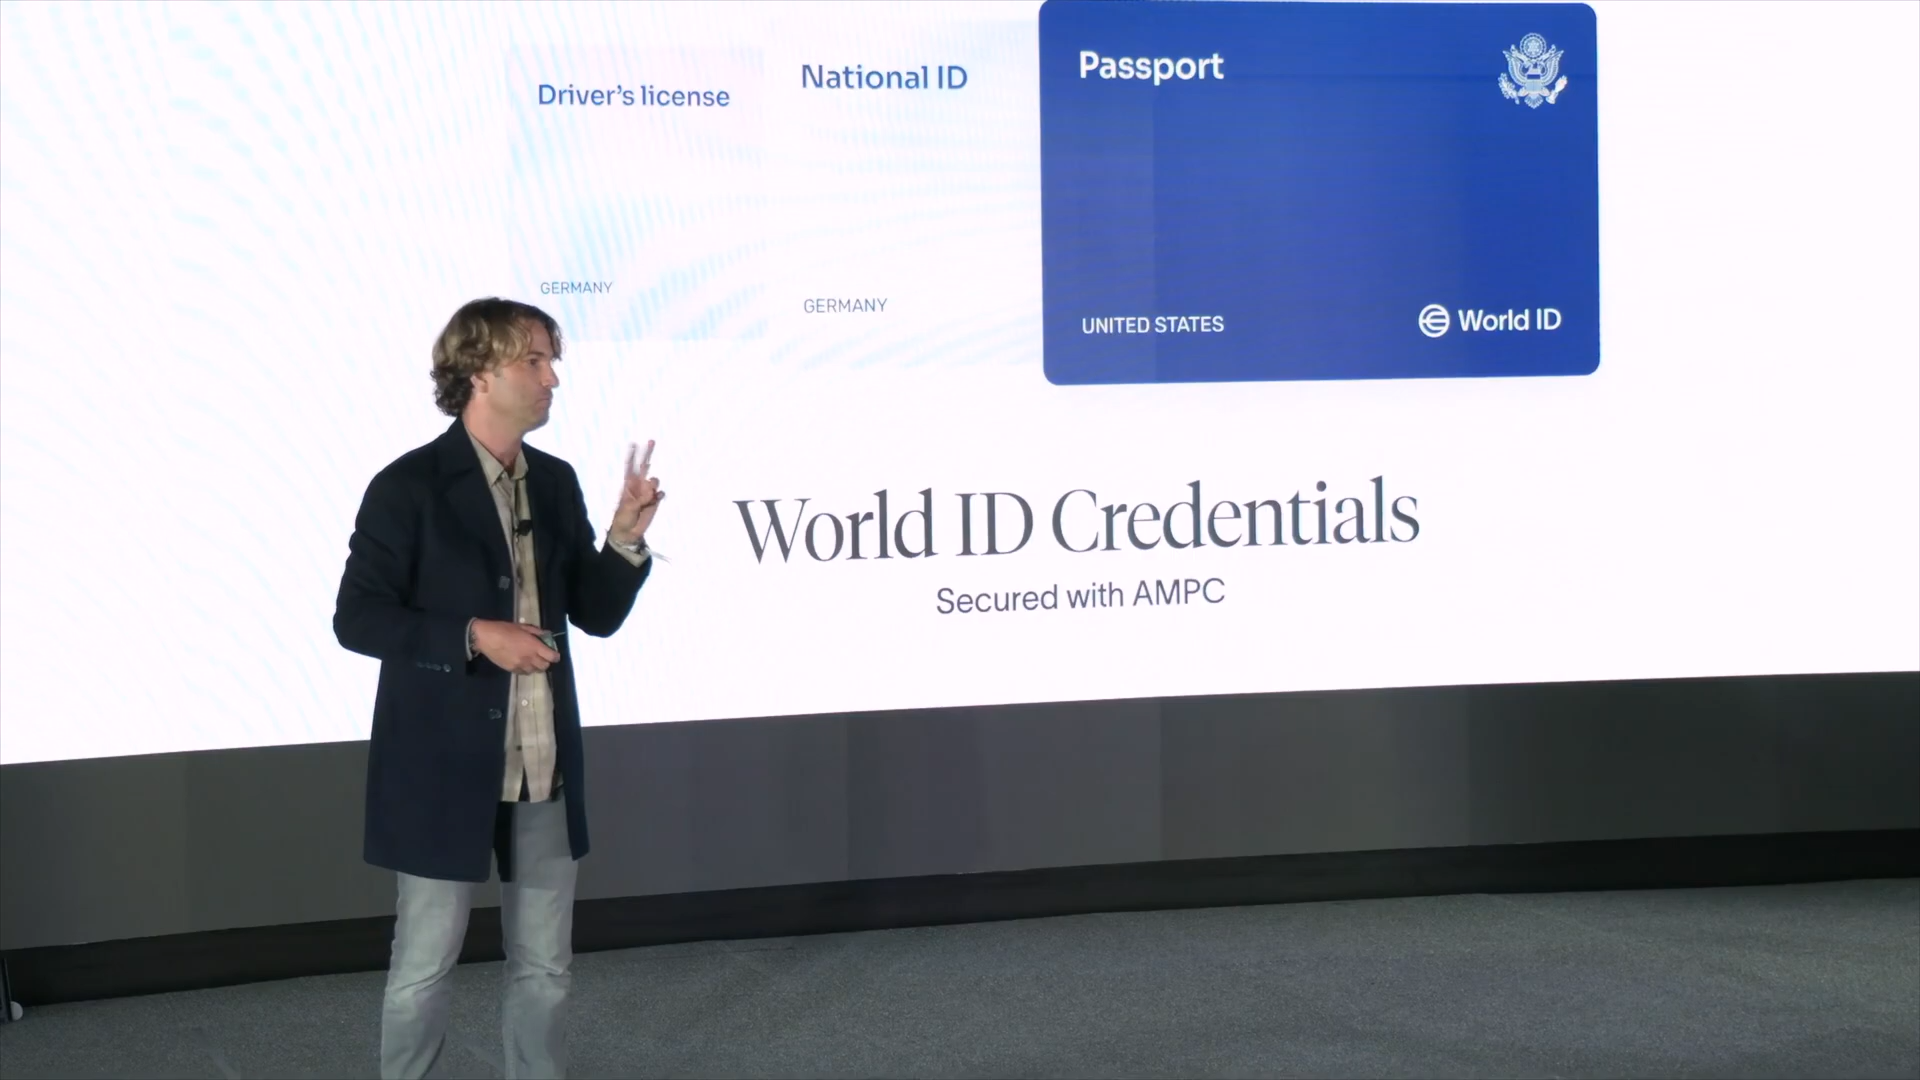 Driver's license
GERMANY
National ID
GERMANY
Passport
UNITED STATES
World ID
World ID Credentials
Secured with AMPC